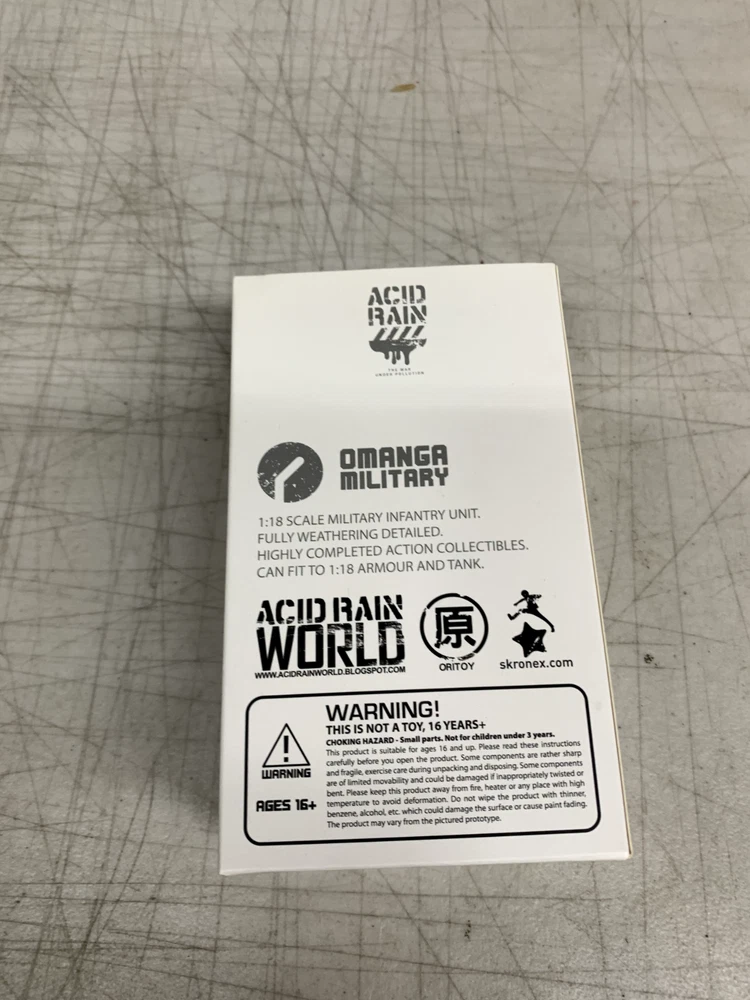 ACID
RAIN
THE WAR
UNDER POLLUTION
OMANGA
MILITARY
1:18 SCALE MILITARY INFANTRY UNIT.
FULLY WEATHERING DETAILED.
HIGHLY COMPLETED ACTION COLLECTIBLES.
CAN FIT TO 1:18 ARMOUR AND TANK.
ACID RAIN
WORLD
WWW.ACIDRAINWORLD.BLOGSPOT.COM
原
ORITOY
skronex.com
WARNING!
THIS IS NOT A TOY, 16 YEARS+
CHOKING HAZARD - Small parts. Not for children under 3 years.
This product is suitable for ages 16 and up. Please read these instructions
carefully before you open the product. Some components are rather sharp
and fragile, exercise care during unpacking and disposing. Some components
are of limited movability and could be damaged if inappropriately twisted or
bent. Please keep this product away from fire, heater or any place with high
temperature to avoid deformation. Do not wipe the product with thinner,
benzene, alcohol, etc. which could damage the surface or cause paint fading.
The product may vary from the pictured prototype.
WARNING
AGES 16+